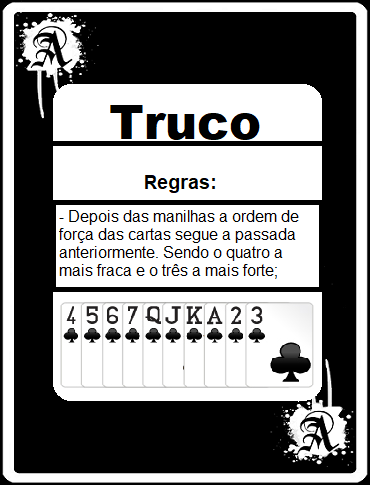 A
Truco
Regras:
- Depois das manilhas a ordem de
força das cartas segue a passada
anteriormente. Sendo o quatro a
mais fraca e o três a mais forte;
4 5 6 7 Q J K A 2 3
A